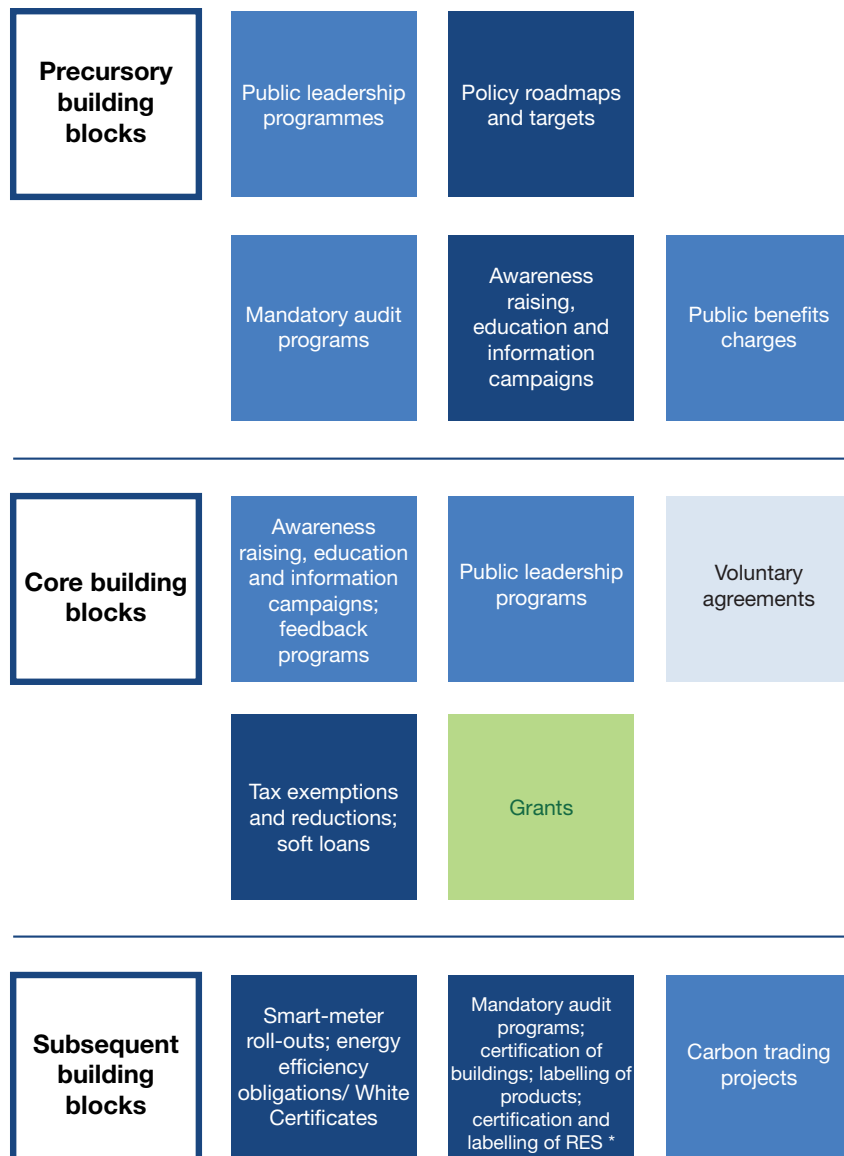 Precursory
building
blocks
Public leadership
programmes
Policy roadmaps
and targets
Mandatory audit
programs
Awareness
raising,
education and
information
campaigns
Public benefits
charges
Core building
blocks
Awareness
raising, education
and information
campaigns;
feedback
programs
Public leadership
programs
Voluntary
agreements
Tax exemptions
and reductions;
soft loans
Grants
Subsequent
building
blocks
Smart-meter
roll-outs; energy
efficiency
obligations/ White
Certificates
Mandatory audit
programs;
certification of
buildings; labelling of
products;
certification and
labelling of RES *
Carbon trading
projects